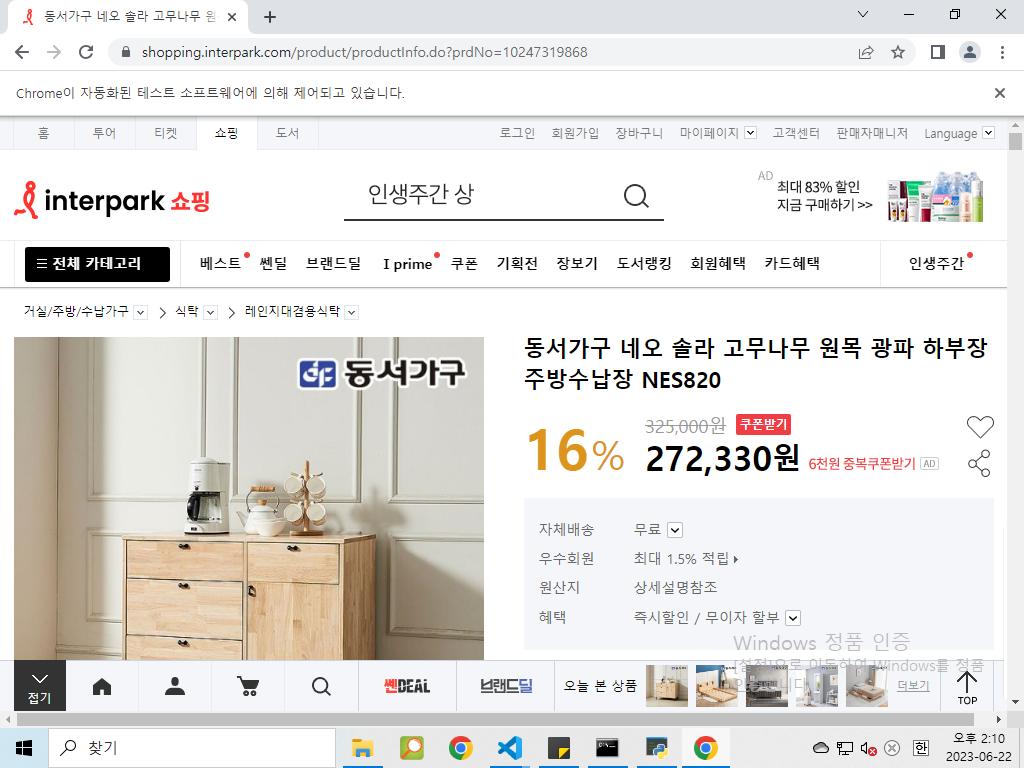 동서가구 네오 솔라 고무나무 원
shopping.interpark.com/product/productInfo.do?prdNo=10247319868
Chrome이 자동화된 테스트 소프트웨어에 의해 제어되고 있습니다.
홈 투어 티켓 쇼핑 도서 로그인 회원가입 장바구니 마이페이지 고객센터 판매자매니저 Language
interpark 쇼핑
인생주간 상
AD
최대 83% 할인
지금 구매하기 >>
전체 카테고리 베스트 쎈딜 브랜드딜 I prime 쿠폰 기획전 장보기 도서랭킹 회원혜택 카드혜택 인생주간
거실/주방/수납가구 식탁 레인지대겸용식탁
동서가구
동서가구 네오 솔라 고무나무 원목 광파 하부장
주방수납장 NES820
16%
325,000원 쿠폰받기
272,330원 6천원 중복쿠폰받기 AD
자체배송 무료
우수회원 최대 1.5% 적립
원산지 상세설명참조
혜택 즉시할인 / 무이자 할부
Windows 정품 인증
[설정]으로 이동하여 Windows를 정품
접기
쎈DEAL
브랜드딜
오늘 본 상품
더보기
TOP
찾기
한
오후 2:10
2023-06-22